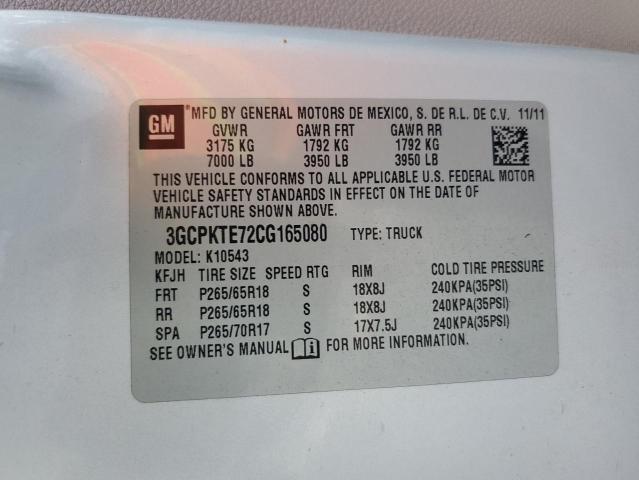 GM ® MFD BY GENERAL MOTORS DE MEXICO, S. DE R.L. DE C.V. 11/11
GVWR GAWR FRT GAWR RR
3175 KG 1792 KG 1792 KG
7000 LB 3950 LB 3950 LB
THIS VEHICLE CONFORMS TO ALL APPLICABLE U.S. FEDERAL MOTOR
VEHICLE SAFETY STANDARDS IN EFFECT ON THE DATE OF
MANUFACTURE SHOWN ABOVE.
3GCPKTE72CG165080 TYPE: TRUCK
MODEL: K10543
KFJH TIRE SIZE SPEED RTG RIM COLD TIRE PRESSURE
FRT P265/65R18 S 18X8J 240KPA(35PSI)
RR P265/65R18 S 18X8J 240KPA(35PSI)
SPA P265/70R17 S 17X7.5J 240KPA(35PSI)
SEE OWNER'S MANUAL i FOR MORE INFORMATION.